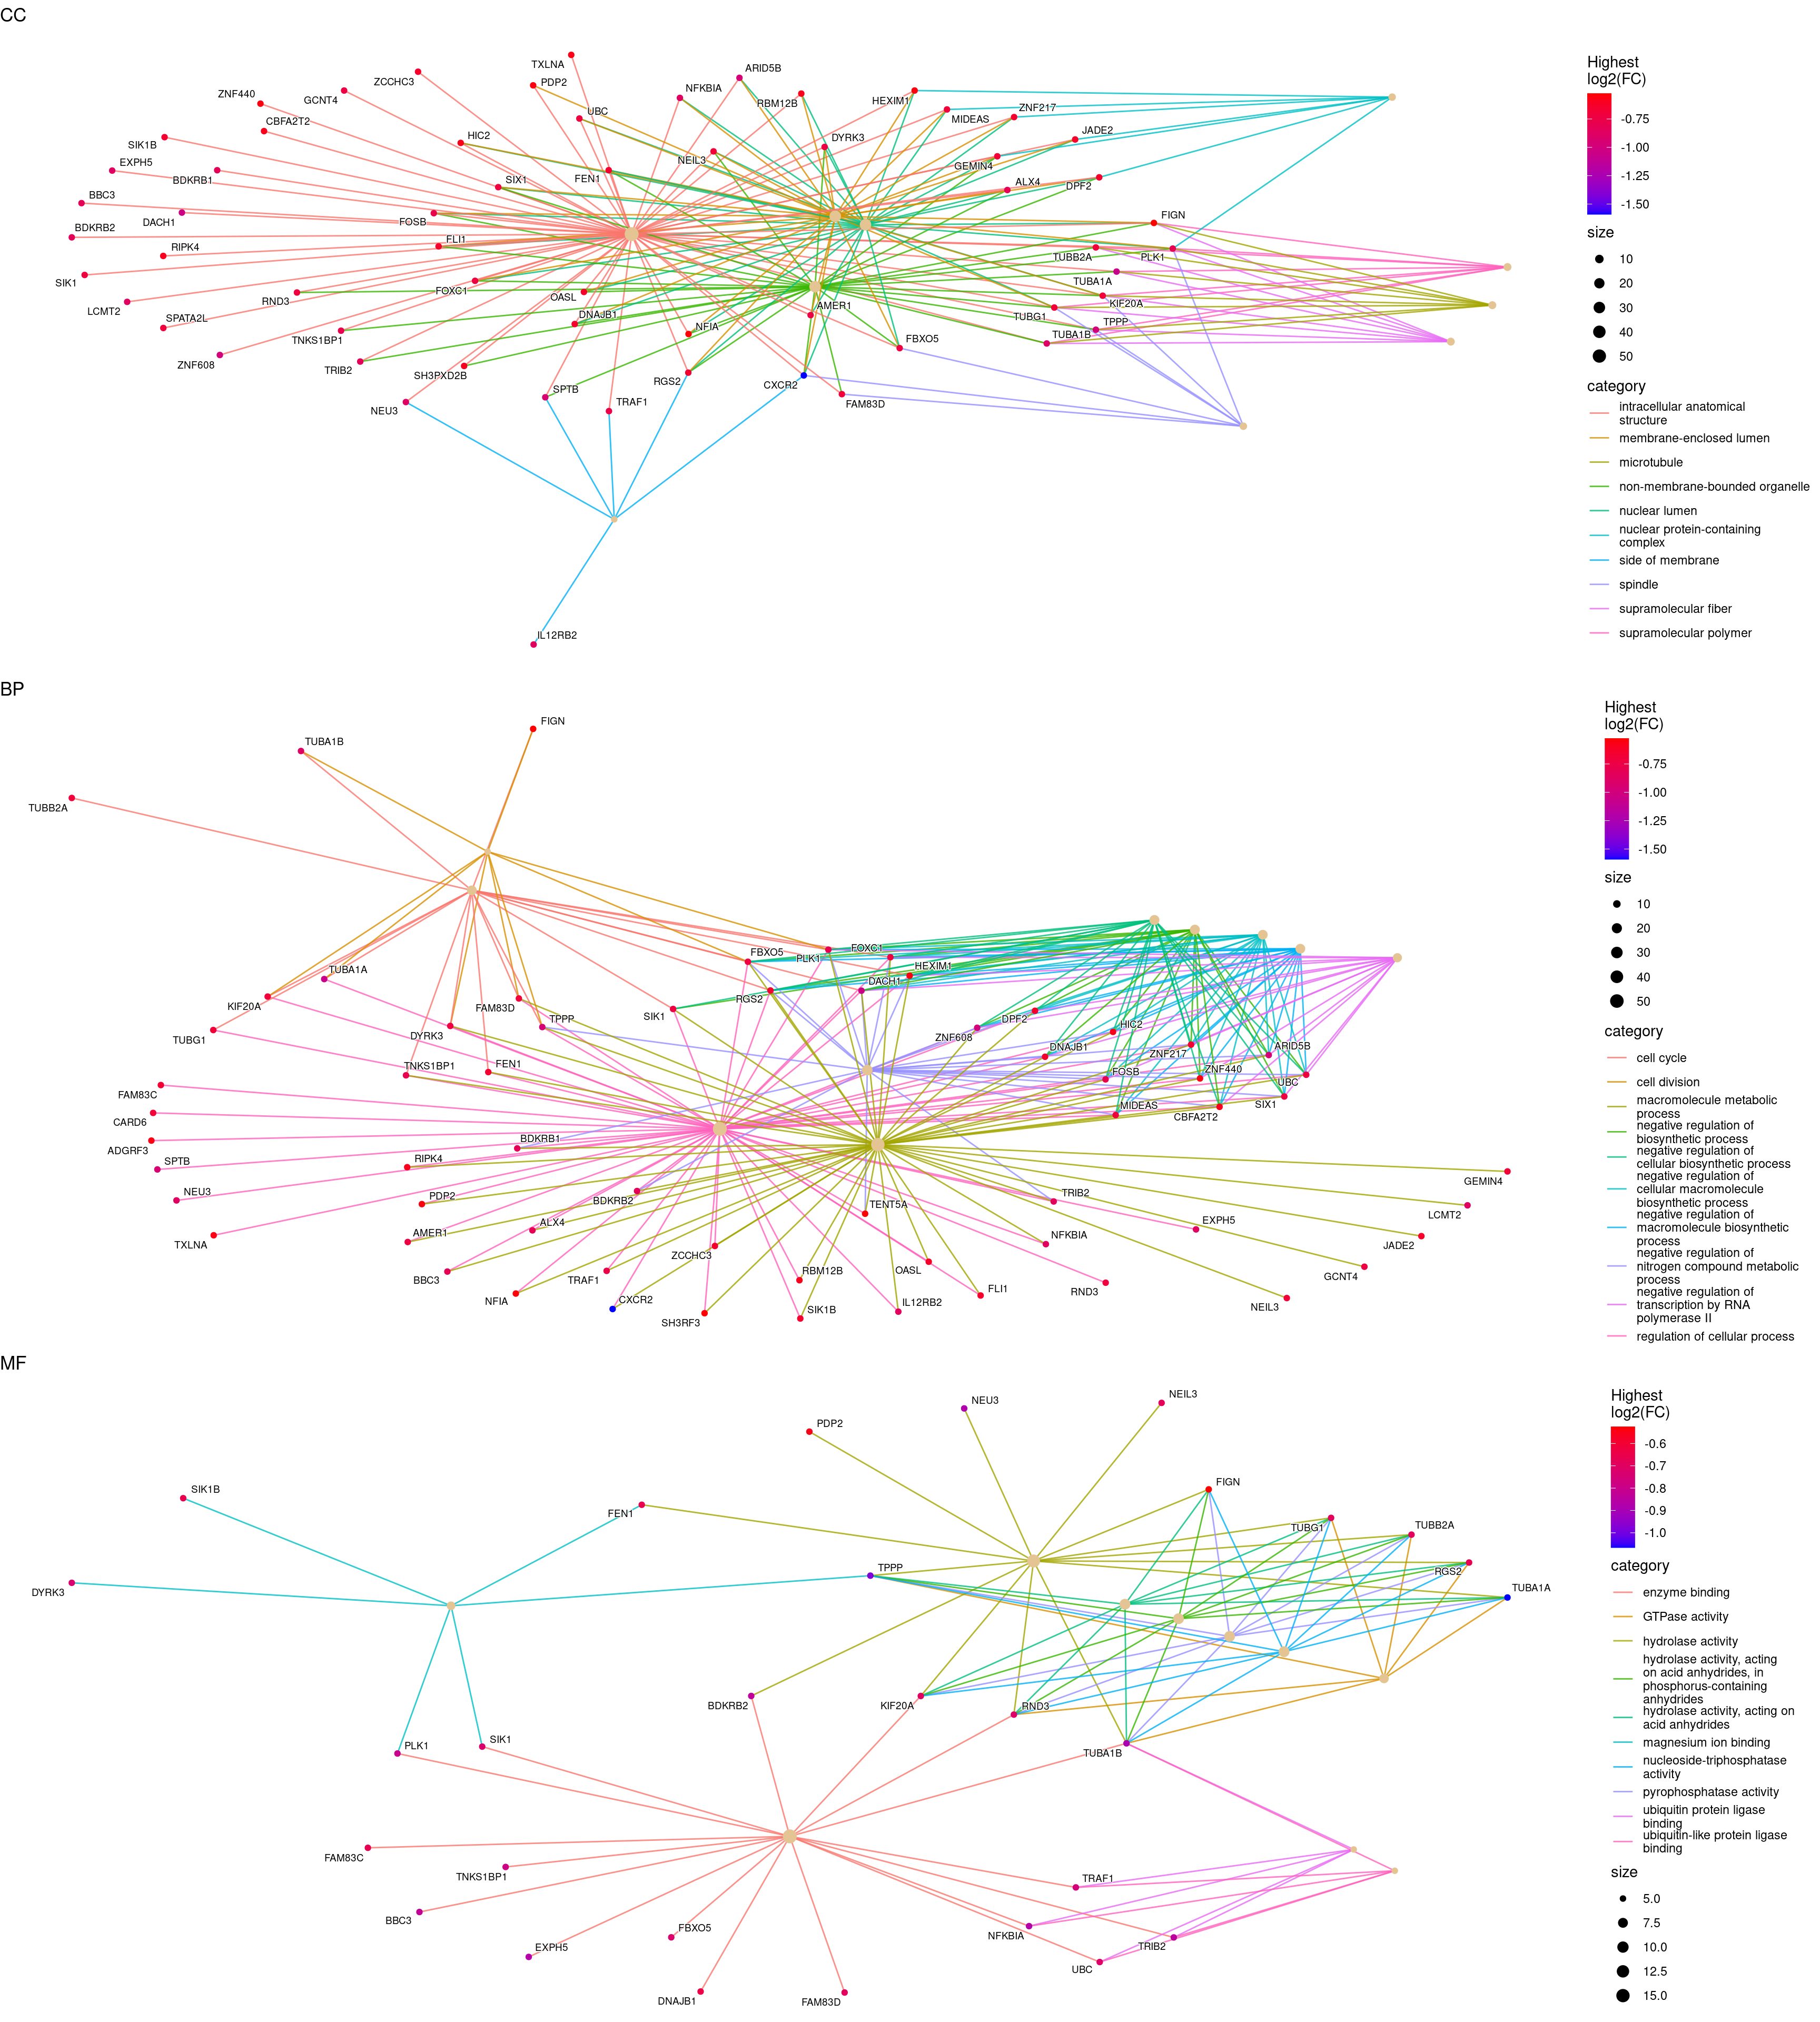 CC
TXLNA
ZCCHC3
PDP2
ARID5B
ZNF440
GCNT4
NFKBIA
RBM12B
HEXIM1
UBC
ZNF217
MIDEAS
CBFA2T2
HIC2
DYRK3
JADE2
SIK1B
EXPH5
NEIL3
GEMIN4
BDKRB1
SIX1
FEN1
ALX4
DPF2
BBC3
DACH1
FOSB
FIGN
BDKRB2
RIPK4
FLI1
TUBB2A
PLK1
SIK1
TUBA1A
FOXC1
RND3
OASL
KIF20A
LCMT2
AMER1
SPATA2L
DNAJB1
NFIA
TUBG1
TPPP
TNKS1BP1
TUBA1B
FBXO5
ZNF608
TRIB2
SH3PXD2B
RGS2
CXCR2
SPTB
NEU3
TRAF1
FAM83D
IL12RB2
Highest
log2(FC)
-0.75
-1.00
-1.25
-1.50
size
10
20
30
40
50
category
intracellular anatomical
structure
membrane-enclosed lumen
microtubule
non-membrane-bounded organelle
nuclear lumen
nuclear protein-containing
complex
side of membrane
spindle
supramolecular fiber
supramolecular polymer
BP
FIGN
TUBA1B
TUBB2A
FBXO5
PLK1
FOXC1
HEXIM1
TUBA1A
DACH1
KIF20A
FAM83D
RGS2
SIK1
TPPP
DPF2
HIC2
TUBG1
DYRK3
ZNF608
DNAJB1
ZNF217
ARID5B
TNKS1BP1
FEN1
FOSB
ZNF440
UBC
FAM83C
MIDEAS
CBFA2T2
SIX1
CARD6
BDKRB1
ADGRF3
SPTB
RIPK4
GEMIN4
NEU3
PDP2
BDKRB2
TRIB2
TENT5A
LCMT2
AMER1
ALX4
EXPH5
NFKBIA
JADE2
TXLNA
ZCCHC3
BBC3
TRAF1
RBM12B
OASL
GCNT4
FLI1
RND3
NFIA
CXCR2
IL12RB2
NEIL3
SIK1B
SH3RF3
Highest
log2(FC)
-0.75
-1.00
-1.25
-1.50
size
10
20
30
40
50
category
cell cycle
cell division
macromolecule metabolic
process
negative regulation of
biosynthetic process
negative regulation of
cellular biosynthetic process
negative regulation of
cellular macromolecule
biosynthetic process
negative regulation of
macromolecule biosynthetic
process
negative regulation of
nitrogen compound metabolic
process
negative regulation of
transcription by RNA
polymerase II
regulation of cellular process
MF
NEU3
NEIL3
PDP2
SIK1B
FIGN
FEN1
TUBG1
TUBB2A
TPPP
RGS2
DYRK3
TUBA1A
BDKRB2
KIF20A
RND3
PLK1
SIK1
TUBA1B
FAM83C
TNKS1BP1
TRAF1
BBC3
FBXO5
NFKBIA
EXPH5
TRIB2
UBC
DNAJB1
FAM83D
Highest
log2(FC)
-0.6
-0.7
-0.8
-0.9
-1.0
category
enzyme binding
GTPase activity
hydrolase activity
hydrolase activity, acting
on acid anhydrides, in
phosphorus-containing
anhydrides
hydrolase activity, acting on
acid anhydrides
magnesium ion binding
nucleoside-triphosphatase
activity
pyrophosphatase activity
ubiquitin protein ligase
binding
ubiquitin-like protein ligase
binding
size
5.0
7.5
10.0
12.5
15.0